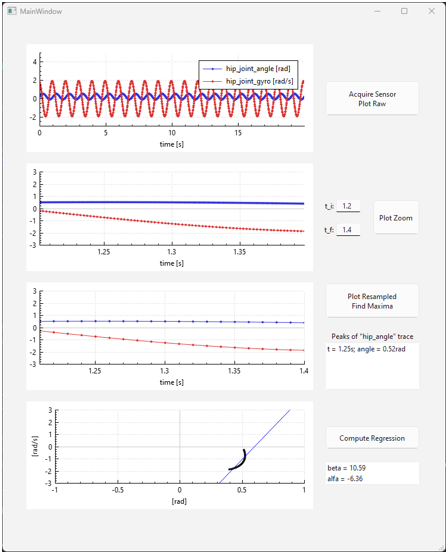 MainWindow
hip_joint_angle [rad]
hip_joint_gyro [rad/s]
4
2
0
-2
0
5
10
15
time [s]
Acquire Sensor
Plot Raw
3
2
1
0
-1
-2
-3
1.25
1.3
1.35
time [s]
t_i: 1.2
t_f: 1.4
Plot Zoom
3
2
1
0
-1
-2
-3
1.25
1.3
1.35
1.4
time [s]
Plot Resampled
Find Maxima
Peaks of "hip_angle" trace
t = 1.25s; angle = 0.52rad
[rad/s]
3
2
1
0
-1
-2
-3
-1
-0.5
0
0.5
1
[rad]
Compute Regression
beta = 10.59
alfa = -6.36